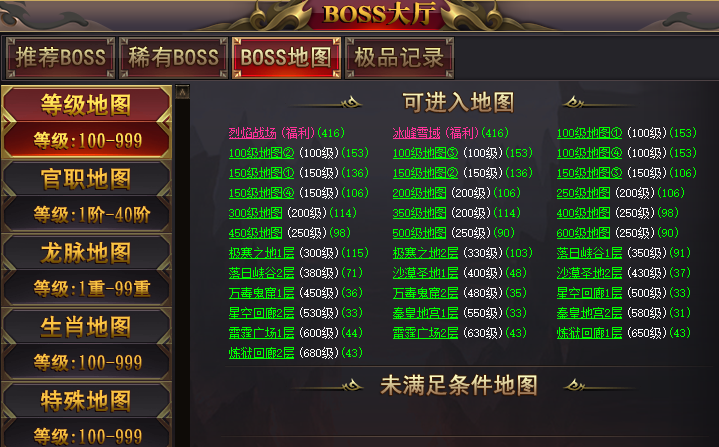 BOSS大厅
推荐BOSS 稀有BOSS BOSS地图 极品记录
等级地图
等级:100-999
官职地图
等级:1阶-40阶
龙脉地图
等级:1重-99重
生肖地图
等级:100-999
特殊地图
等级:100-999
可进入地图
烈焰战场 (福利)(416) 冰峰雪域 (福利)(416) 100级地图① (100级)(153)
100级地图② (100级)(153) 100级地图③ (100级)(153) 100级地图④ (100级)(153)
150级地图① (150级)(136) 150级地图② (150级)(136) 150级地图③ (150级)(106)
150级地图④ (150级)(106) 200级地图 (200级)(106) 250级地图 (200级)(106)
300级地图 (200级)(114) 350级地图 (200级)(114) 400级地图 (250级)(98)
450级地图 (250级)(98) 500级地图 (250级)(90) 600级地图 (250级)(90)
极寒之地1层 (300级)(115) 极寒之地2层 (330级)(103) 落日峡谷1层 (350级)(91)
落日峡谷2层 (380级)(71) 沙漠圣地1层 (400级)(48) 沙漠圣地2层 (430级)(37)
万毒鬼窟1层 (450级)(36) 万毒鬼窟2层 (480级)(35) 星空回廊1层 (500级)(33)
星空回廊2层 (530级)(33) 秦皇地宫1层 (550级)(33) 秦皇地宫2层 (580级)(31)
雷霆广场1层 (600级)(44) 雷霆广场2层 (630级)(43) 炼狱回廊1层 (650级)(43)
炼狱回廊2层 (680级)(43)
未满足条件地图